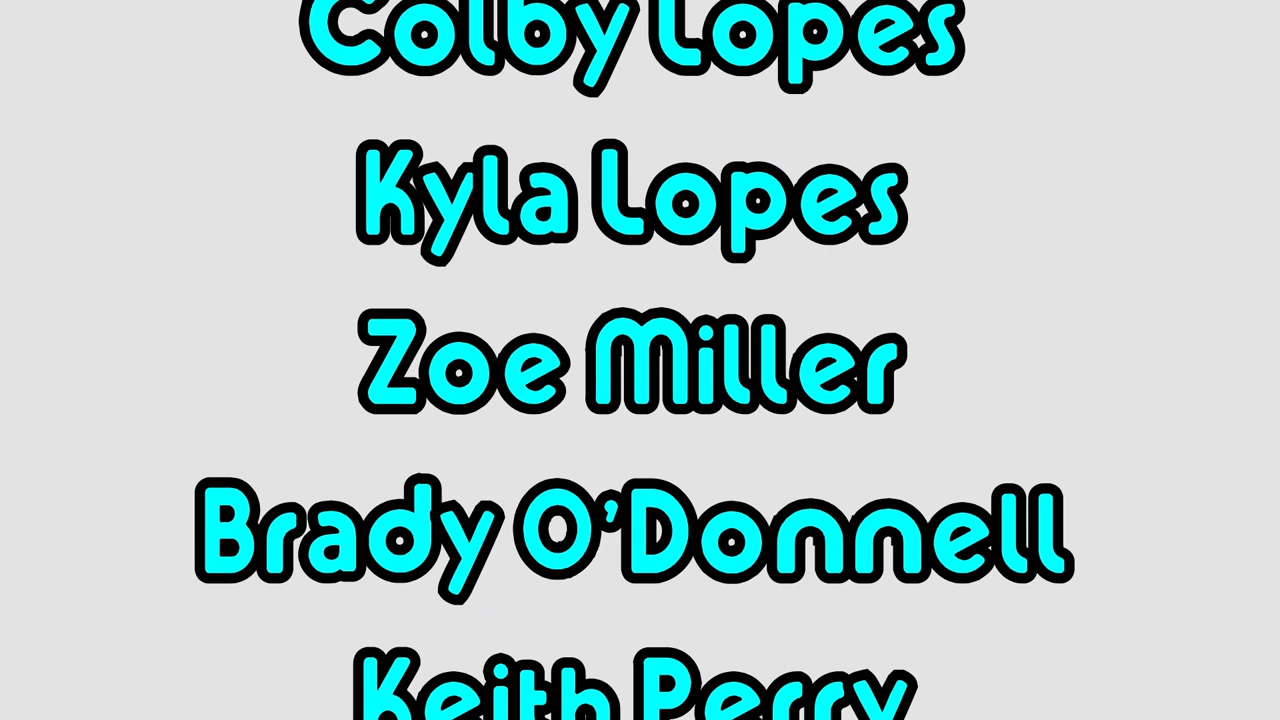 Colby Lopes
Kyla Lopes
Zoe Miller
Brady O'Donnell
Keith Perry